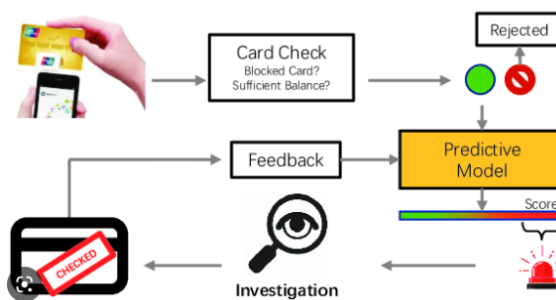 Rejected
Card Check
Blocked Card?
Sufficient Balance?
Feedback
Predictive
Model
Score
CHECKED
Investigation